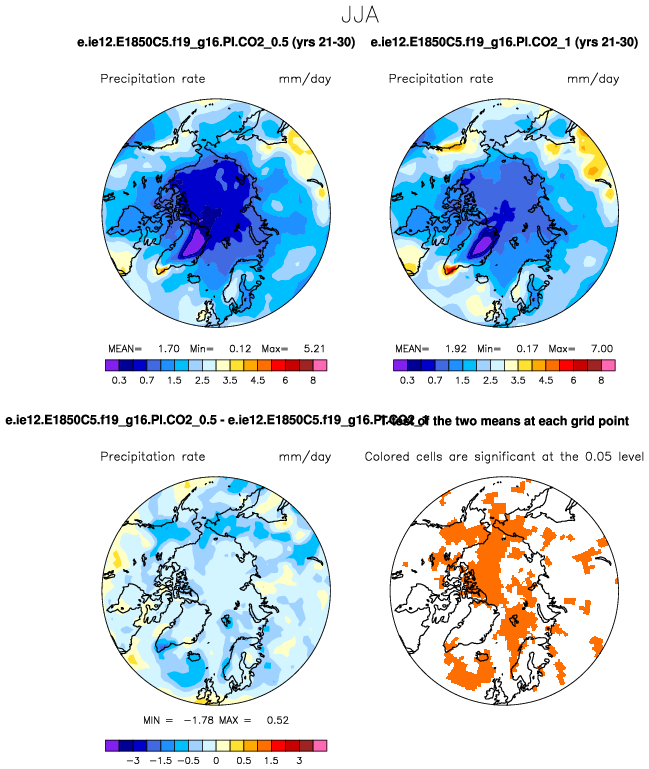 JJA
e.ie12.E1850C5.f19_g16.PI.CO2_0.5 (yrs 21-30)
e.ie12.E1850C5.f19_g16.PI.CO2_1 (yrs 21-30)
Precipitation rate mm/day
Precipitation rate mm/day
MEAN= 1.70 Min= 0.12 Max= 5.21
MEAN= 1.92 Min= 0.17 Max= 7.00
0.3 0.7 1.5 2.5 3.5 4.5 6 8
0.3 0.7 1.5 2.5 3.5 4.5 6 8
e.ie12.E1850C5.f19_g16.PI.CO2_0.5 - e.ie12.E1850C5.f19_g16.PI.CO2_1
T-Test of the two means at each grid point
Precipitation rate mm/day
Colored cells are significant at the 0.05 level
MIN = -1.78 MAX = 0.52
-3 -1.5 -0.5 0 0.5 1.5 3